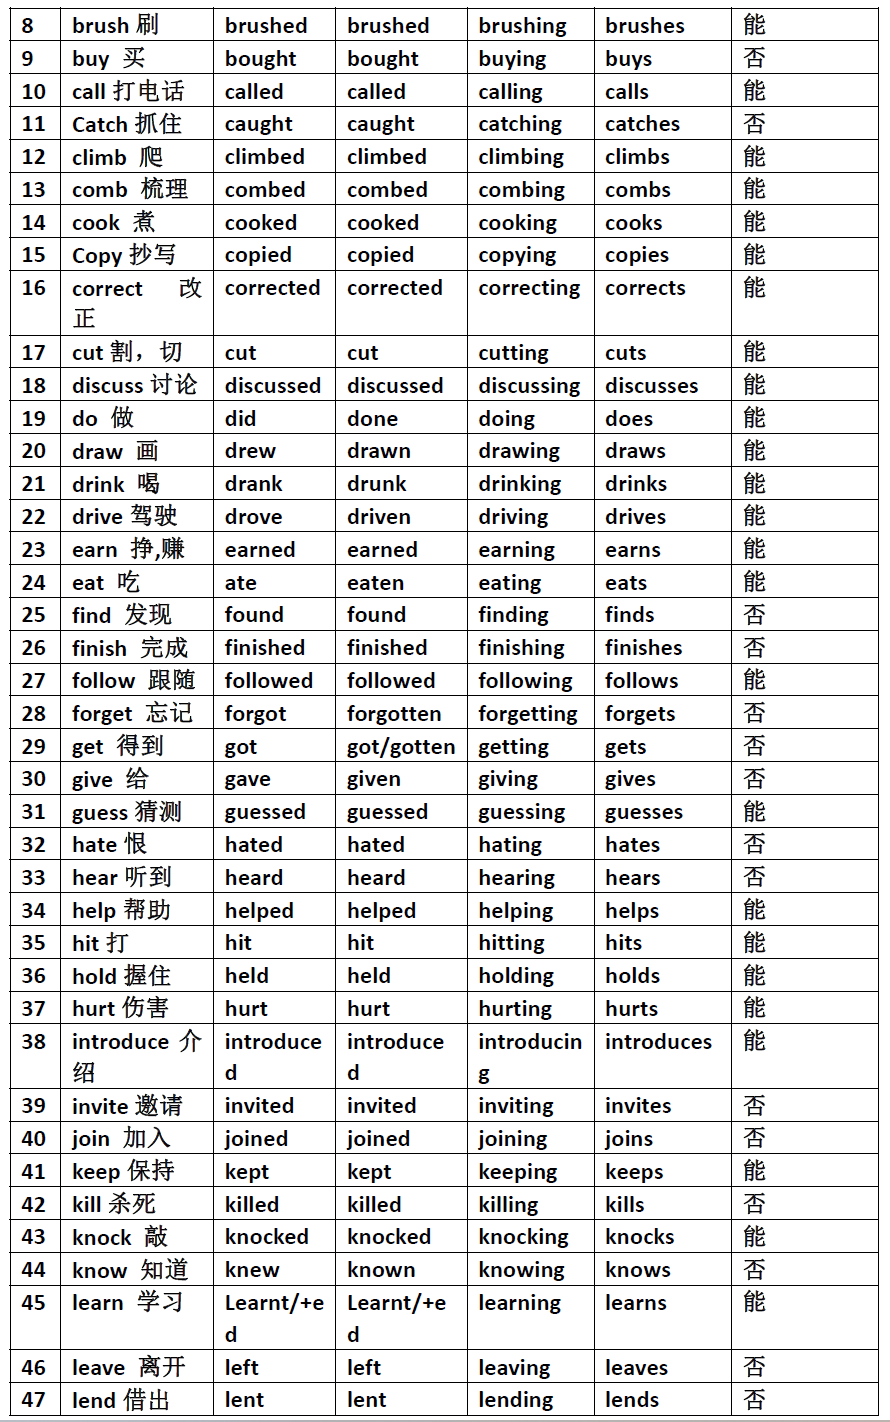 8 brush 刷 brushed brushed brushing brushes 能
9 buy 买 bought bought buying buys 否
10 call 打电话 called called calling calls 能
11 Catch 抓住 caught caught catching catches 否
12 climb 爬 climbed climbed climbing climbs 能
13 comb 梳理 combed combed combing combs 能
14 cook 煮 cooked cooked cooking cooks 能
15 Copy 抄写 copied copied copying copies 能
16 correct 改 corrected corrected correcting corrects 能
正
17 cut 割，切 cut cut cutting cuts 能
18 discuss 讨论 discussed discussed discussing discusses 能
19 do 做 did done doing does 能
20 draw 画 drew drawn drawing draws 能
21 drink 喝 drank drunk drinking drinks 能
22 drive 驾驶 drove driven driving drives 能
23 earn 挣,赚 earned earned earning earns 能
24 eat 吃 ate eaten eating eats 能
25 find 发现 found found finding finds 否
26 finish 完成 finished finished finishing finishes 否
27 follow 跟随 followed followed following follows 能
28 forget 忘记 forgot forgotten forgetting forgets 否
29 get 得到 got got/gotten getting gets 否
30 give 给 gave given giving gives 否
31 guess 猜测 guessed guessed guessing guesses 能
32 hate 恨 hated hated hating hates 否
33 hear 听到 heard heard hearing hears 否
34 help 帮助 helped helped helping helps 能
35 hit 打 hit hit hitting hits 能
36 hold 握住 held held holding holds 能
37 hurt 伤害 hurt hurt hurting hurts 能
38 introduce 介 introduce introduce introducin introduces 能
绍 d d g
39 invite 邀请 invited invited inviting invites 否
40 join 加入 joined joined joining joins 否
41 keep 保持 kept kept keeping keeps 能
42 kill 杀死 killed killed killing kills 否
43 knock 敲 knocked knocked knocking knocks 能
44 know 知道 knew known knowing knows 否
45 learn 学习 Learnt/+e Learnt/+e learning learns 能
d d
46 leave 离开 left left leaving leaves 否
47 lend 借出 lent lent lending lends 否